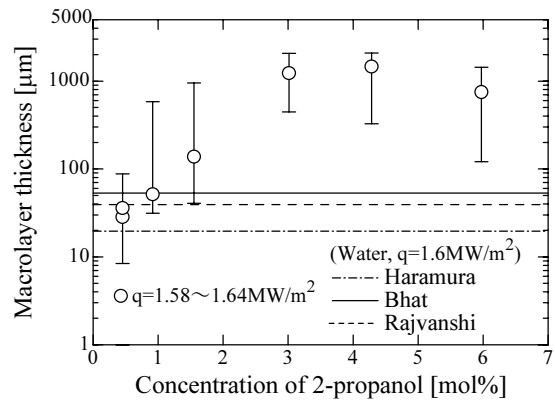 Macrolayer thickness [μm]
5000
1000
100
10
1
(Water, q=1.6MW/m²)
Haramura
Bhat
Rajvanshi
q=1.58～1.64MW/m²
0 1 2 3 4 5 6 7
Concentration of 2-propanol [mol%]